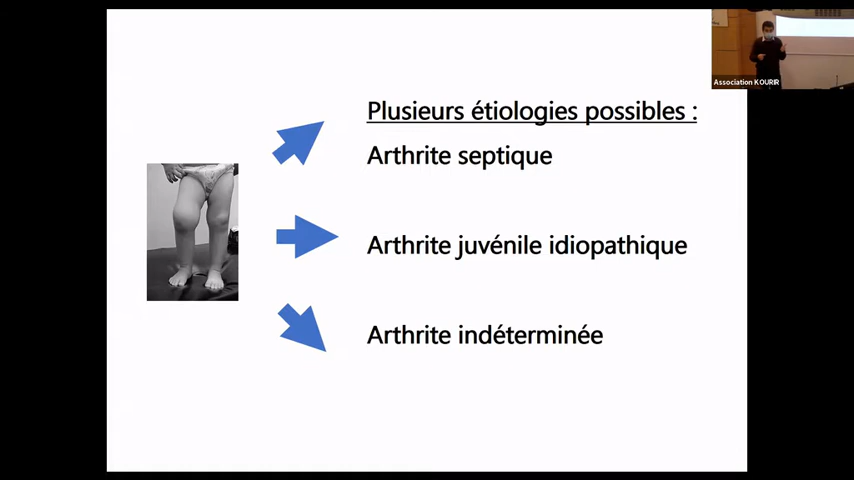 Association KOURIR
Plusieurs étiologies possibles :
Arthrite septique
Arthrite juvénile idiopathique
Arthrite indéterminée